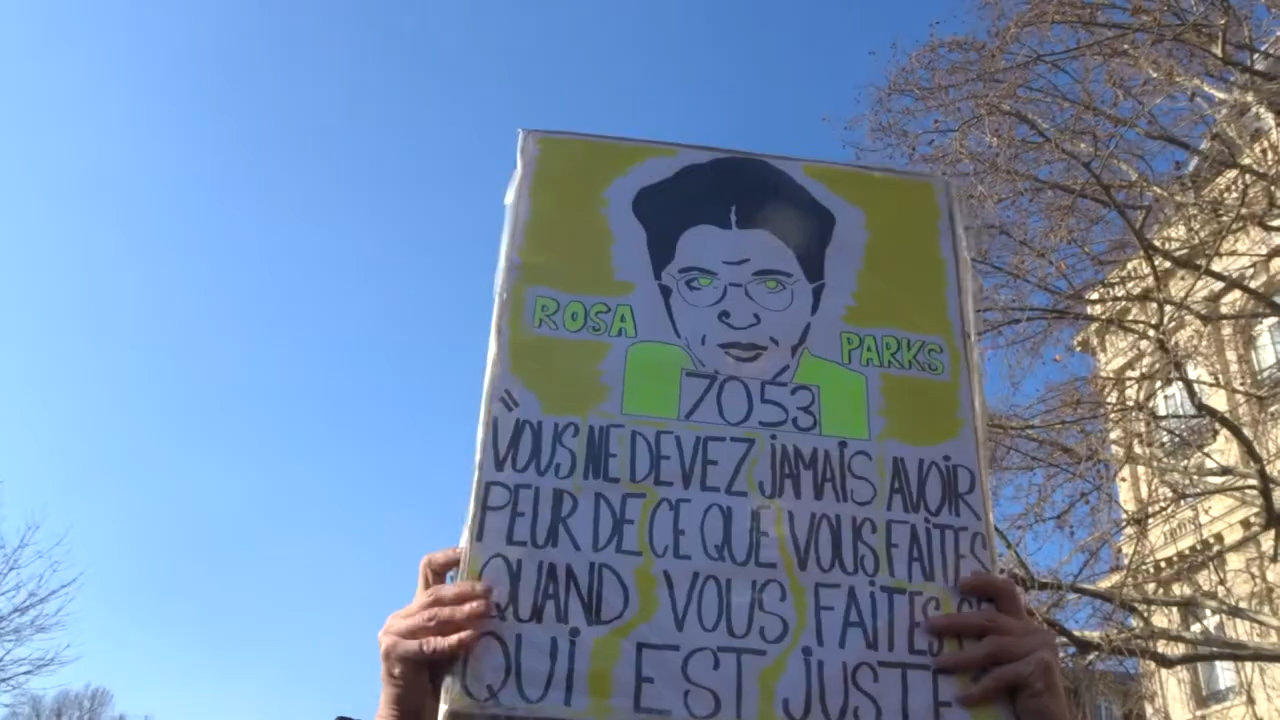 ROSA PARKS
7053
"VOUS NE DEVEZ JAMAIS AVOIR
PEUR DE CE QUE VOUS FAITES
QUAND VOUS FAITES CE
QUI EST JUSTE